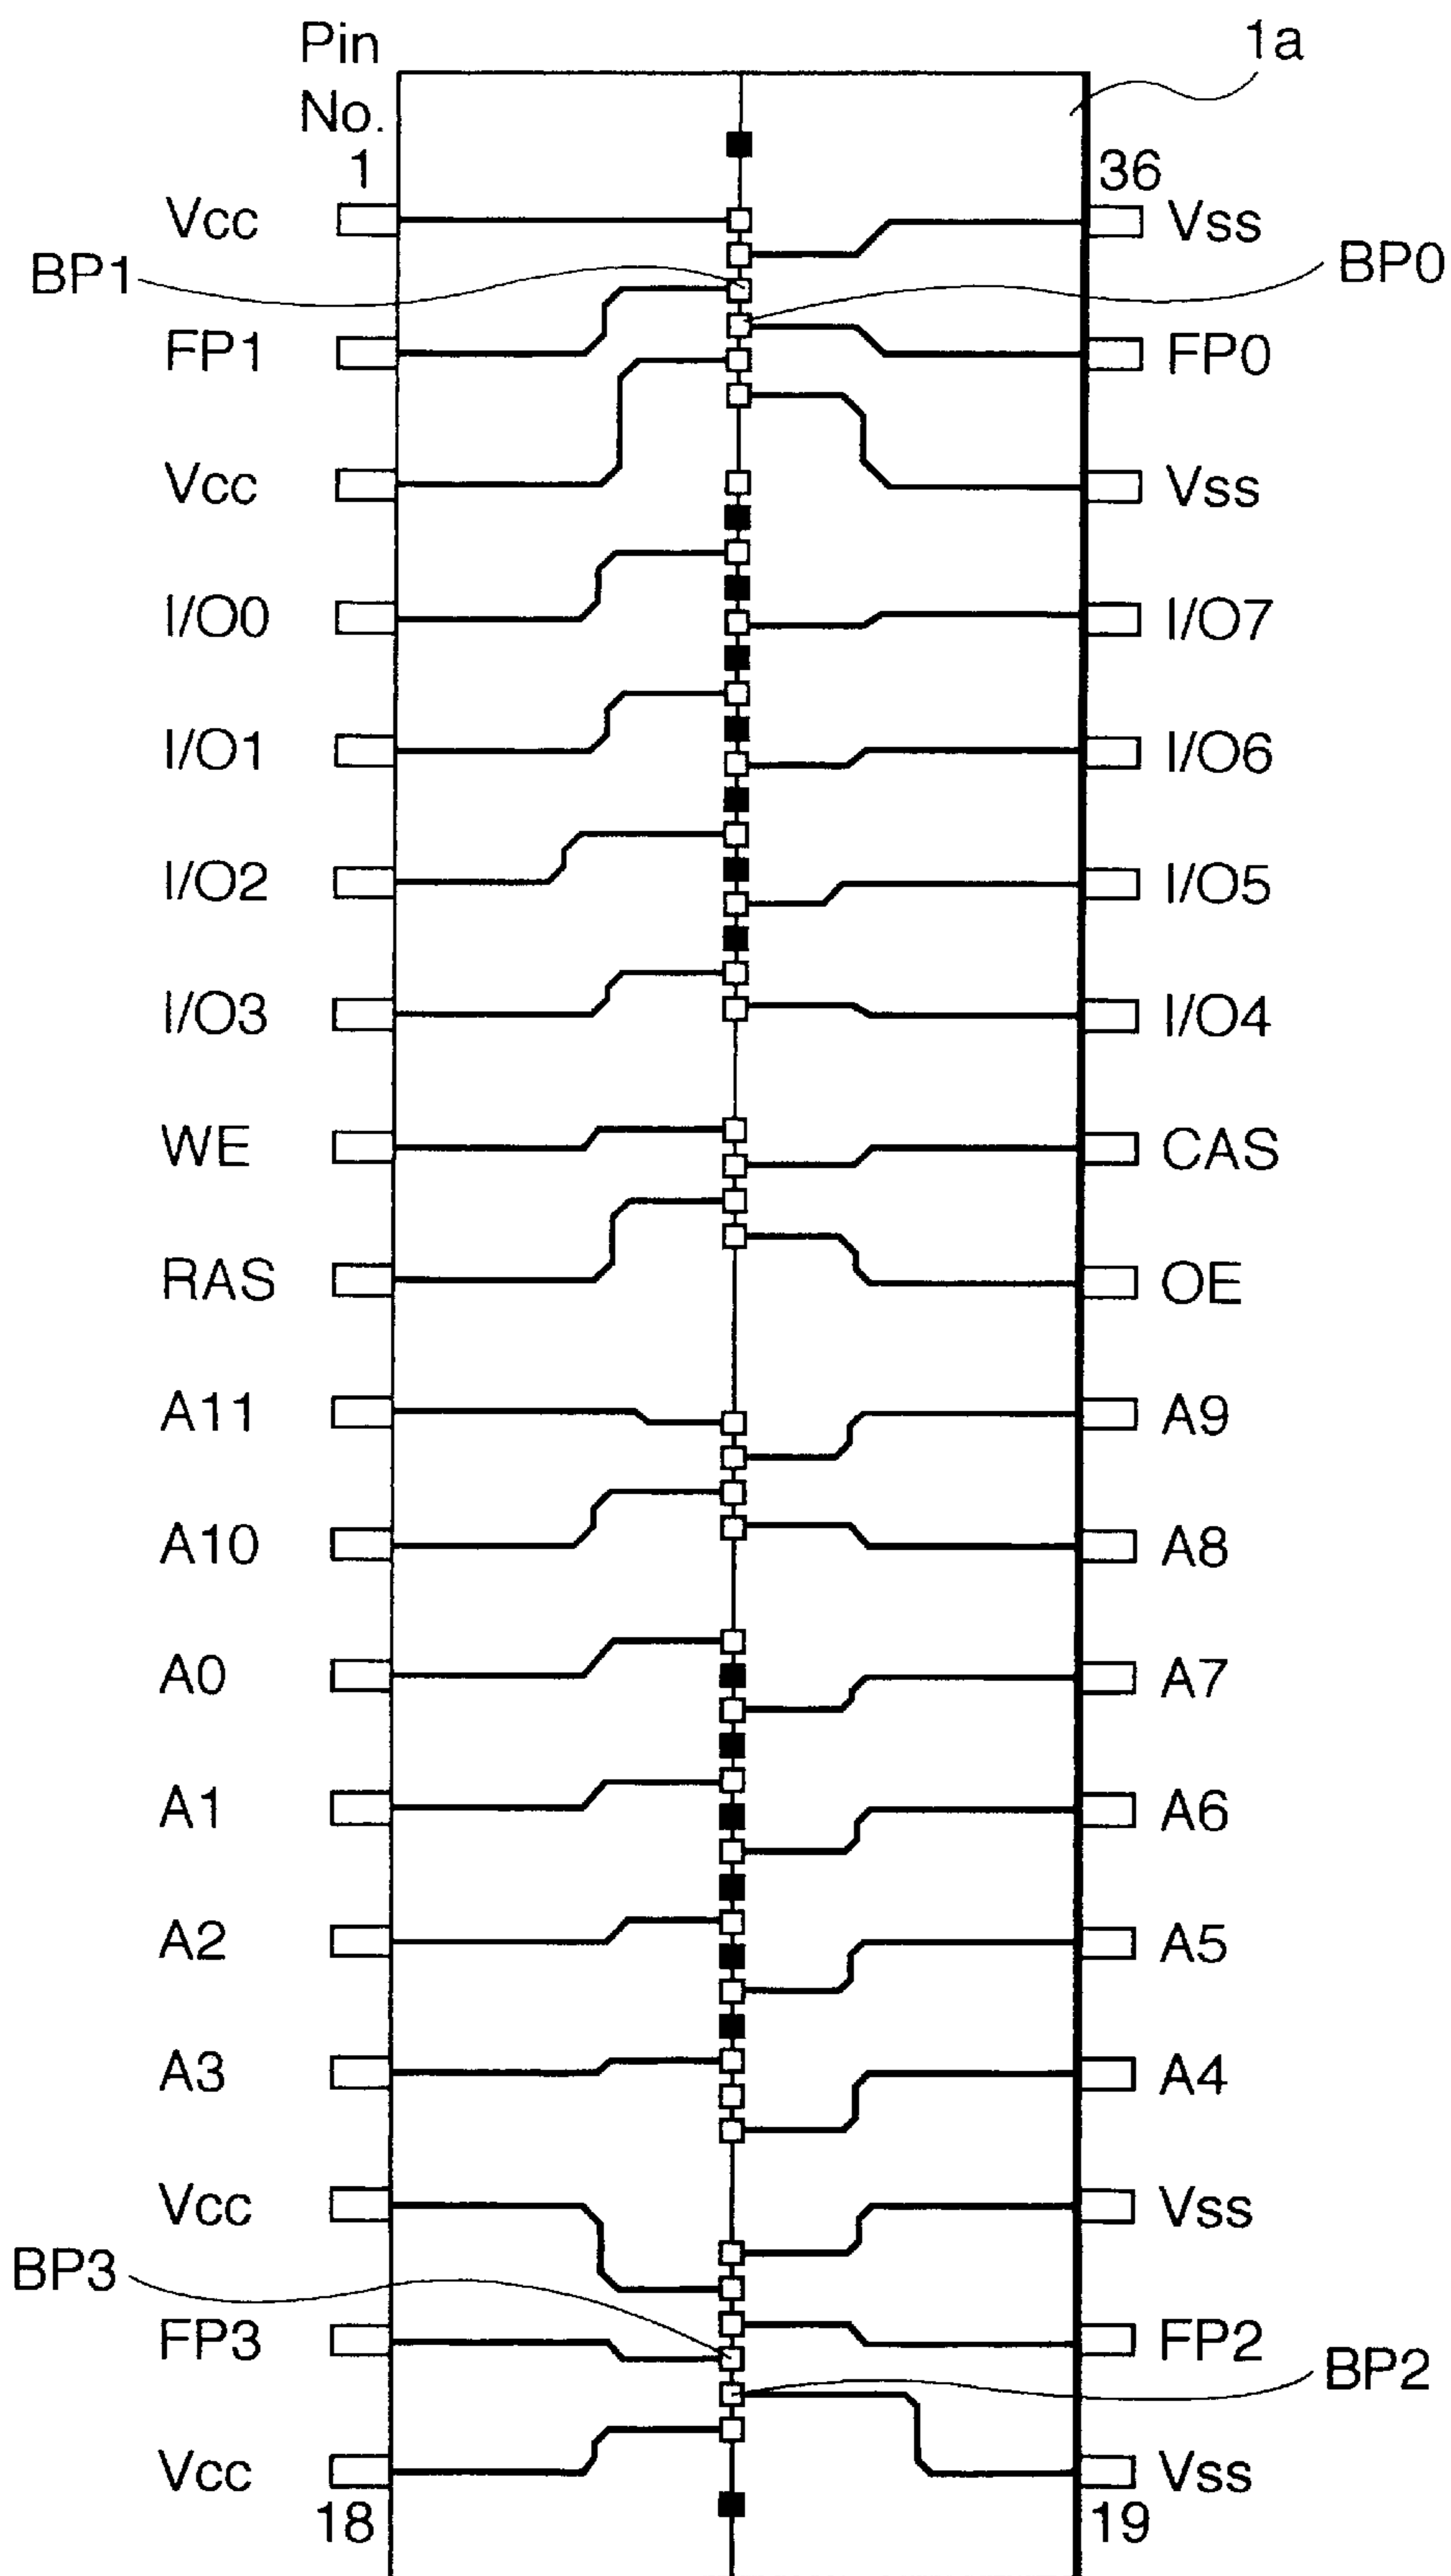 Pin
No.
1a
1
36
Vcc
Vss
BP1
BP0
FP1
FP0
Vcc
Vss
I/O0
I/O7
I/O1
I/O6
I/O2
I/O5
I/O3
I/O4
WE
CAS
RAS
OE
A11
A9
A10
A8
A0
A7
A1
A6
A2
A5
A3
A4
Vcc
Vss
BP3
FP3
FP2
BP2
Vcc
Vss
18
19